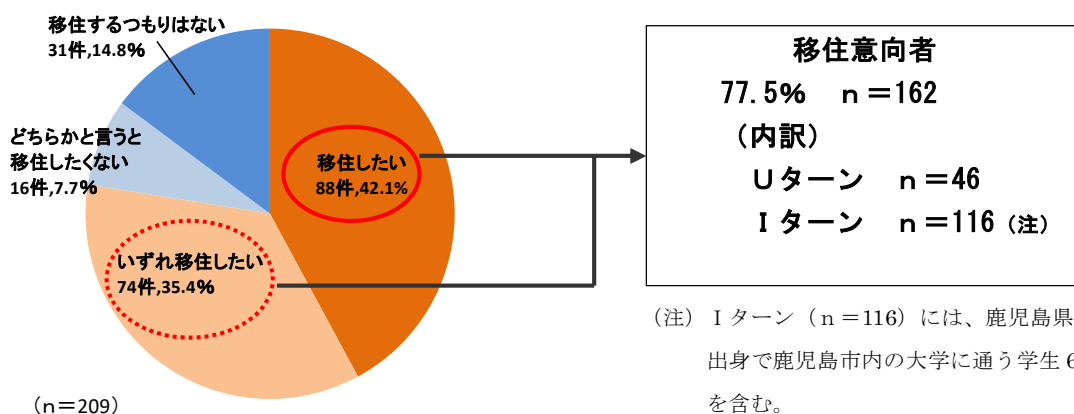 移住するつもりはない
31件,14.8%
どちらかと言うと
移住したくない
16件,7.7%
移住したい
88件,42.1%
いずれ移住したい
74件,35.4%
（n=209）
移住意向者
77.5%　ｎ＝162
（内訳）
Ｕターン　ｎ＝46
Ｉターン　ｎ＝116（注）
（注）Ｉターン（ｎ＝116）には、鹿児島県
出身で鹿児島市内の大学に通う学生6
を含む。